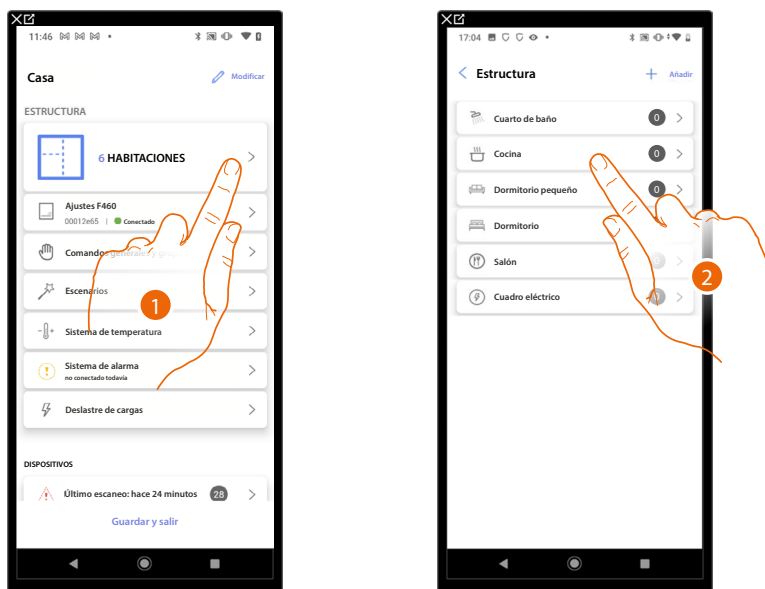 11:46
Casa
Modificar
ESTRUCTURA
6 HABITACIONES
Ajustes F460
00012e65 | Conectado
Comandos generales y
Escenarios
1
Sistema de temperatura
Sistema de alarma
no conectado todavía
Deslastre de cargas
DISPOSITIVOS
Último escaneo: hace 24 minutos 28
Guardar y salir
17:04
Estructura
Añadir
Cuarto de baño 0
Cocina 0
Dormitorio pequeño 0
Dormitorio
Salón
2
Cuadro eléctrico